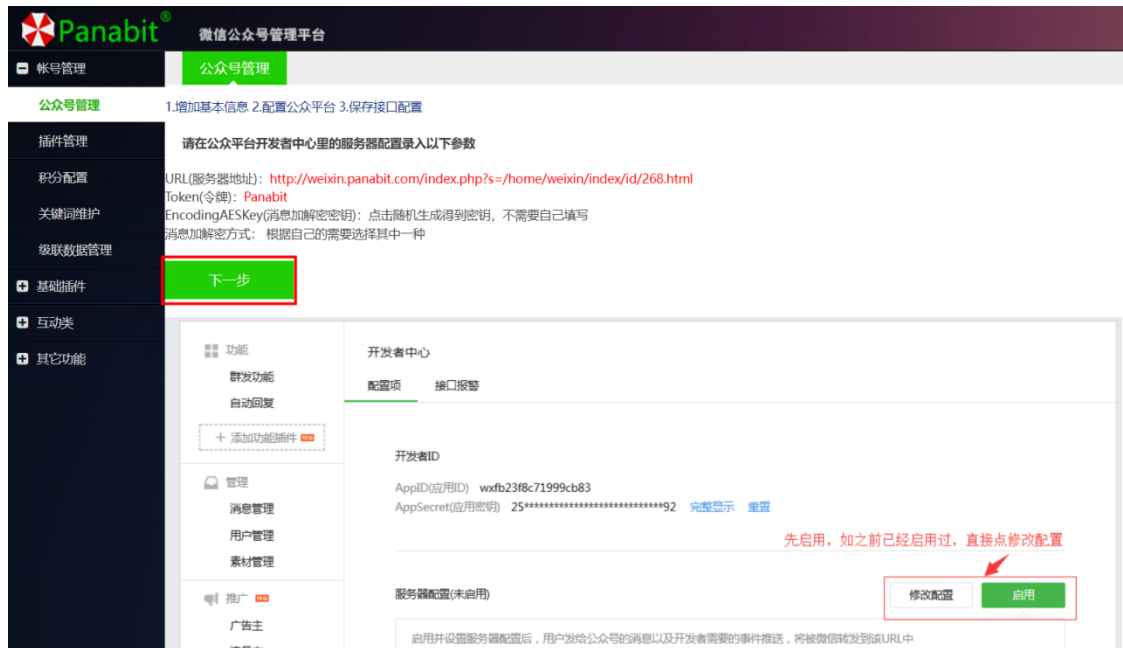 Panabit®
微信公众号管理平台
帐号管理
公众号管理
公众号管理
1.增加基本信息 2.配置公众平台 3.保存接口配置
插件管理
请在公众平台开发者中心里的服务器配置录入以下参数
积分配置
URL(服务器地址)：http://weixin.panabit.com/index.php?s=/home/weixin/index/id/268.html
Token(令牌)：Panabit
关键词维护
EncodingAESKey(消息加解密密钥)：点击随机生成得到密钥，不需要自己填写
消息加解密方式： 根据自己的需要选择其中一种
级联数据管理
下一步
基础插件
互动类
其它功能
功能
群发功能
自动回复
添加功能插件
管理
消息管理
用户管理
素材管理
推广
广告主
开发者中心
配置项 接口报警
开发者ID
AppID(应用ID) wxfb23f8c71999cb83
AppSecret(应用密钥) 25****************************92 完整显示 重置
先启用，如之前已经启用过，直接点修改配置
服务器配置(未启用)
修改配置
启用
启用并设置服务器配置后，用户发给公众号的消息以及开发者需要的事件推送，将被微信转发到该URL中